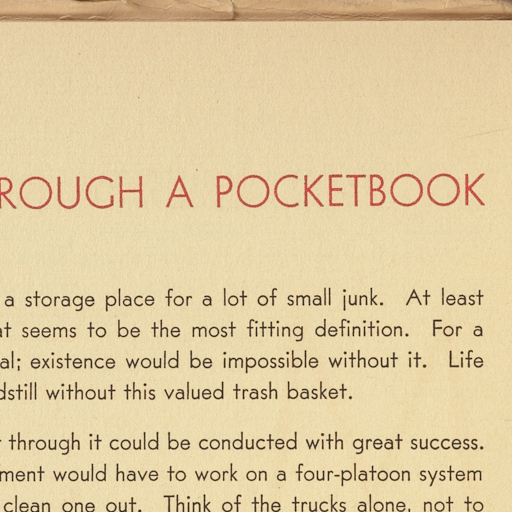 ROUGH A POCKETBOOK
a storage place for a lot of small junk. At least
at seems to be the most fitting definition. For a
al; existence would be impossible without it. Life
dstill without this valued trash basket.
through it could be conducted with great success.
ment would have to work on a four-platoon system
clean one out. Think of the trucks alone, not to